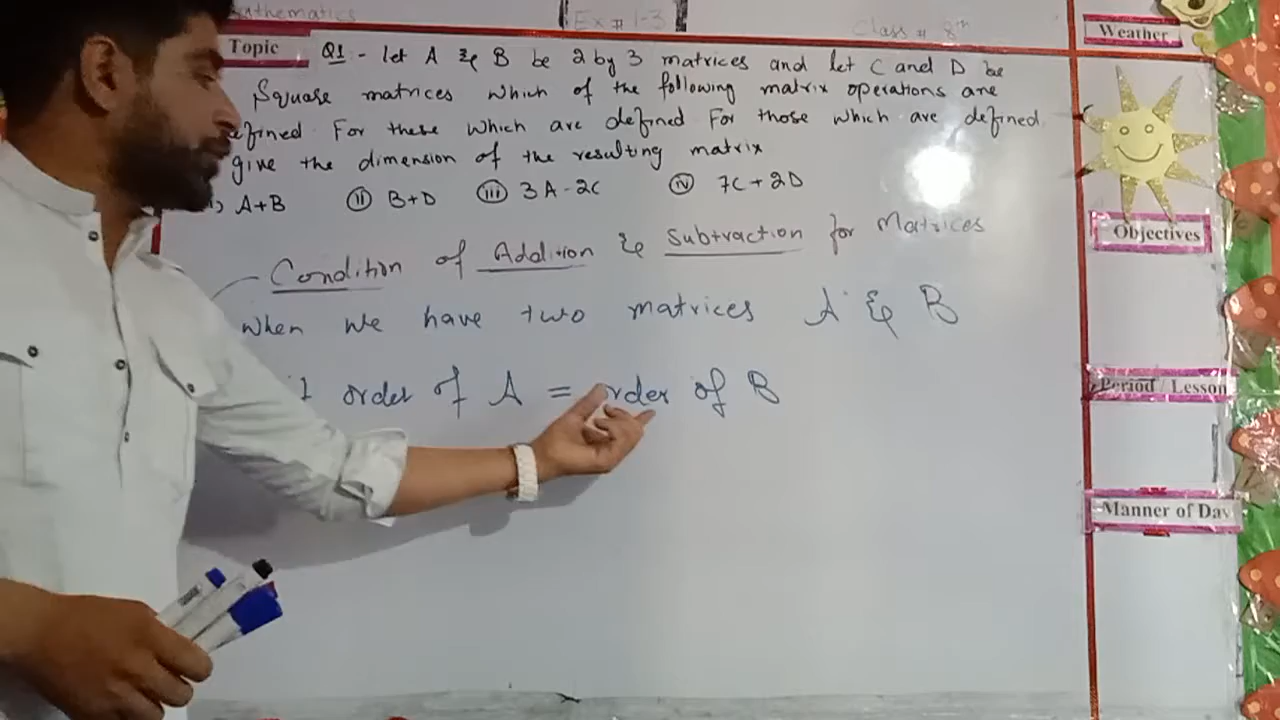 Mathematics
Ex # 1-3
Class # 8th
Weather
Topic
Q1 - let A & B be 2 by 3 matrices and let C and D be
Square matrices which of the following matrix operations are
defined. For these which are defined For those which are defined.
give the dimension of the resulting matrix
i) A+B (ii) B+D (iii) 3A-2C (iv) 7C+2D
Condition of Addition & Subtraction for Matrices
Objectives
when we have two matrices A & B
order of A = order of B
Period / Lesson
Manner of Day